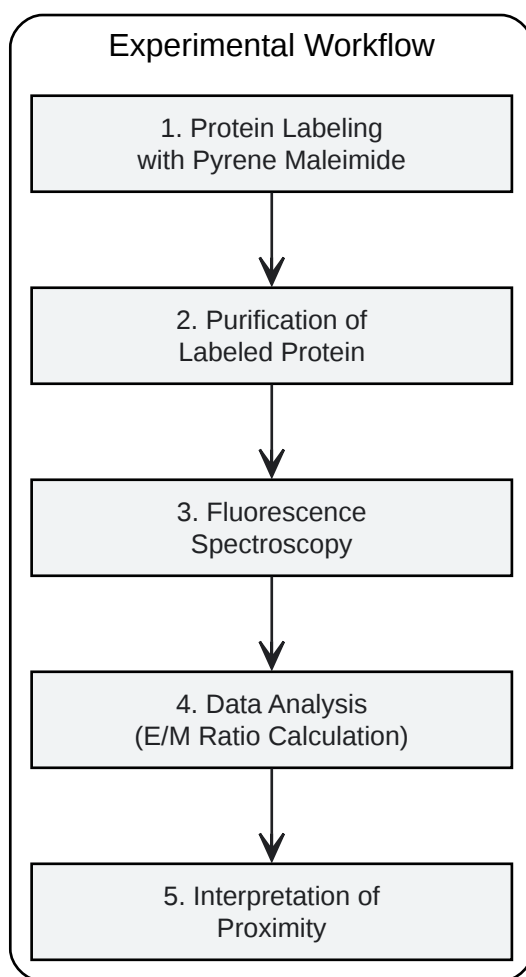 Experimental Workflow
1. Protein Labeling
with Pyrene Maleimide
2. Purification of
Labeled Protein
3. Fluorescence
Spectroscopy
4. Data Analysis
(E/M Ratio Calculation)
5. Interpretation of
Proximity